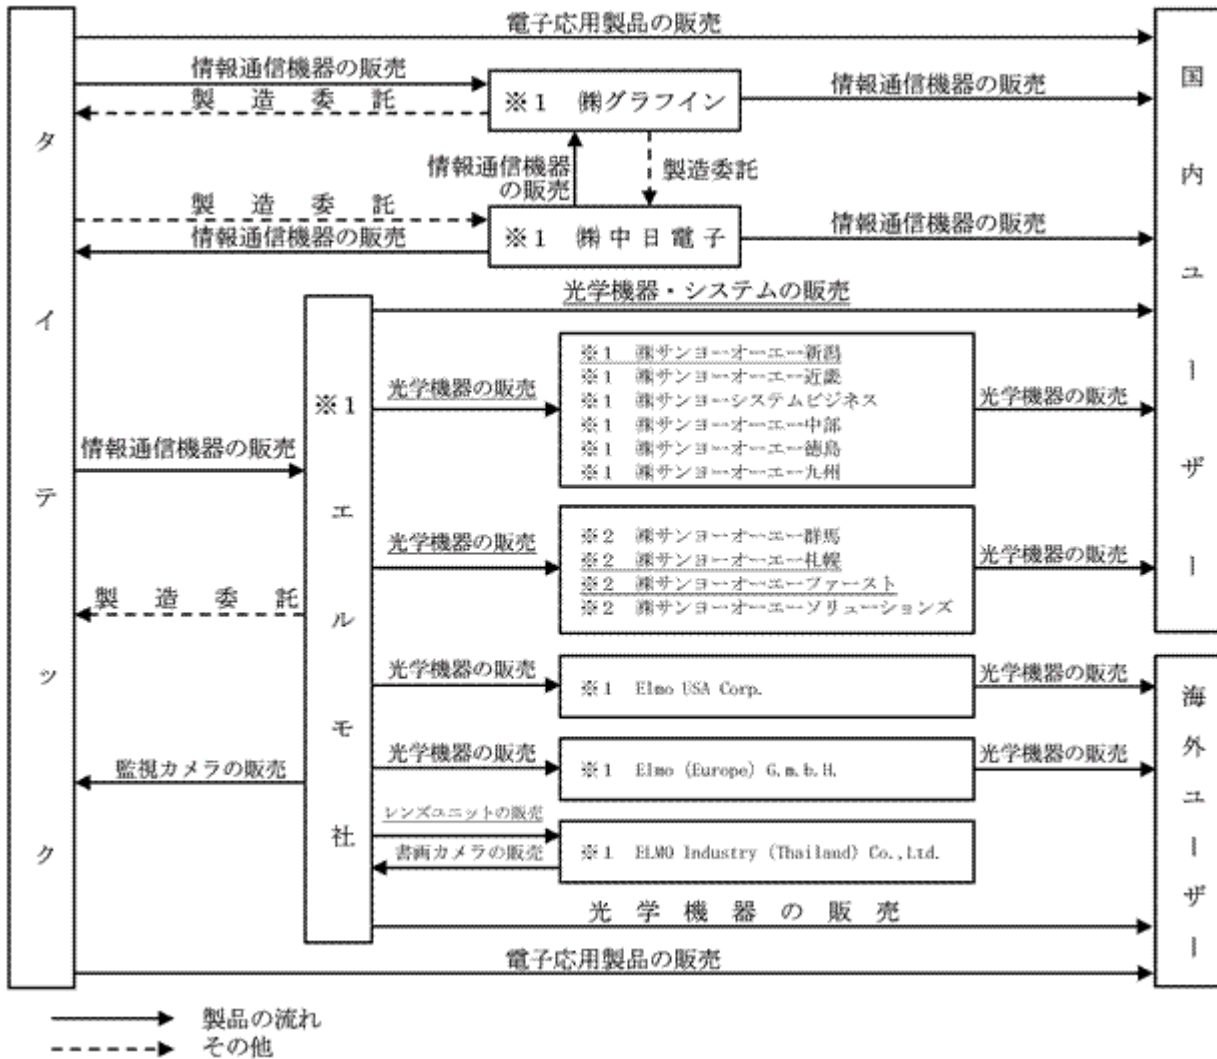 電子応用製品の販売
情報通信機器の販売
製造委託
※1 ㈱グラフイン
情報通信機器の販売
情報通信機器
の販売
製造委託
製造委託
情報通信機器の販売
※1 ㈱中日電子
情報通信機器の販売
タイテック
国内ユーザー
光学機器・システムの販売
※1 エルモ社
光学機器の販売
※1 ㈱サンヨーオーエー新潟
※1 ㈱サンヨーオーエー近畿
※1 ㈱サンヨーシステムビジネス
※1 ㈱サンヨーオーエー中部
※1 ㈱サンヨーオーエー徳島
※1 ㈱サンヨーオーエー九州
光学機器の販売
情報通信機器の販売
光学機器の販売
※2 ㈱サンヨーオーエー群馬
※2 ㈱サンヨーオーエー札幌
※2 ㈱サンヨーオーエーファースト
※2 ㈱サンヨーオーエーソリューションズ
光学機器の販売
製造委託
光学機器の販売
※1 Elmo USA Corp.
光学機器の販売
海外ユーザー
監視カメラの販売
光学機器の販売
※1 Elmo (Europe) G.m.b.H.
光学機器の販売
レンズユニットの販売
書画カメラの販売
※1 ELMO Industry (Thailand) Co.,Ltd.
光学機器の販売
電子応用製品の販売
製品の流れ
その他